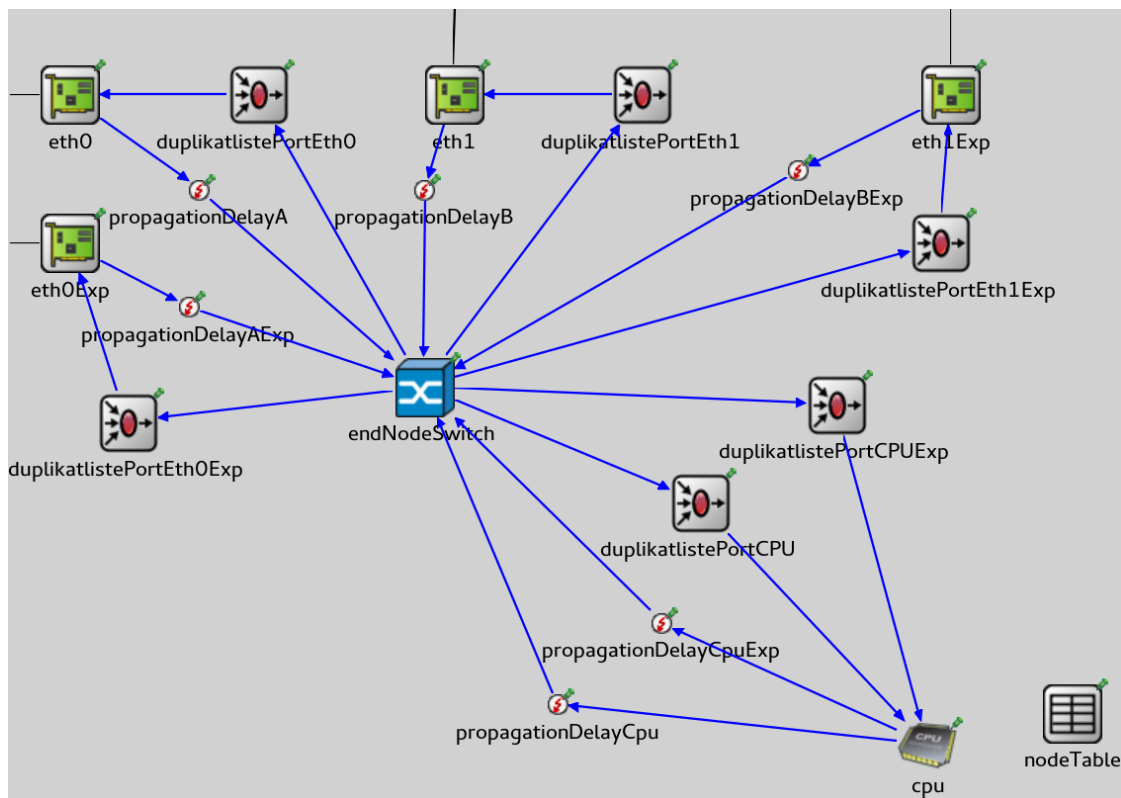 eth0
duplikatlistePortEth0
eth1
duplikatlistePortEth1
eth1Exp
propagationDelayA
propagationDelayB
propagationDelayBExp
eth0Exp
duplikatlistePortEth1Exp
propagationDelayAExp
endNodeSwitch
duplikatlistePortCPUExp
duplikatlistePortEth0Exp
duplikatlistePortCPU
propagationDelayCpuExp
propagationDelayCpu
CPU
nodeTable
cpu